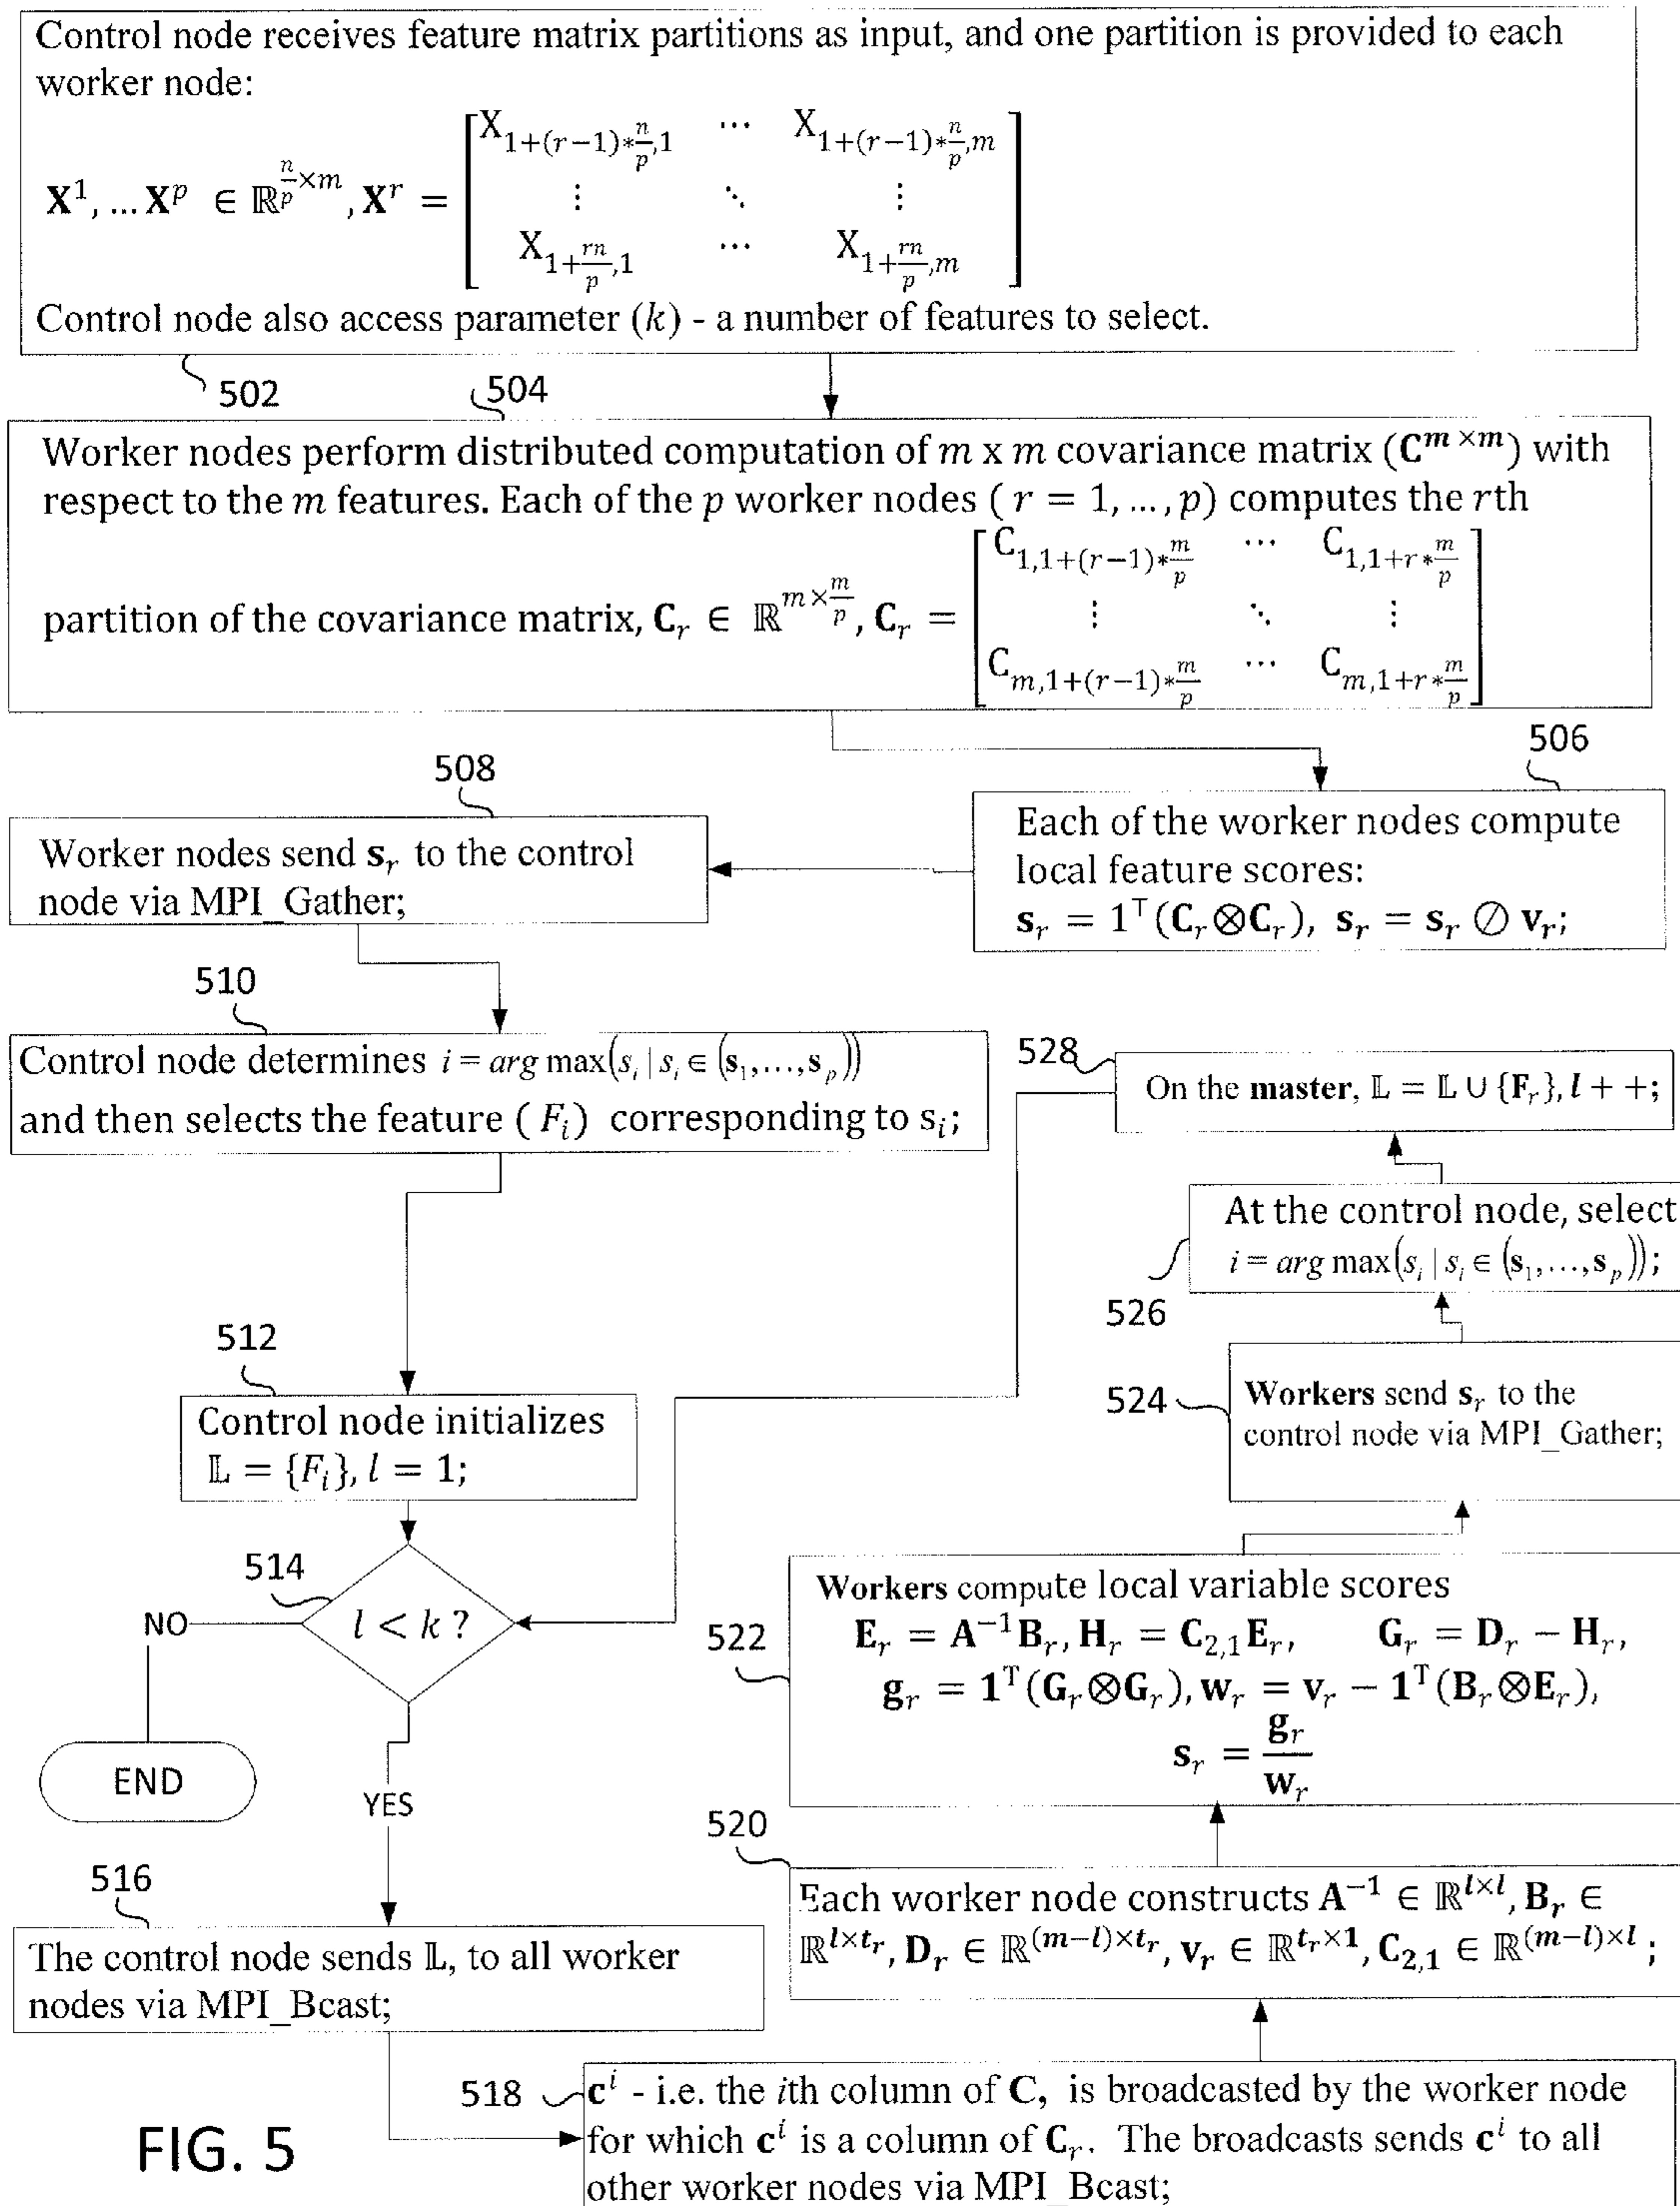 Control node receives feature matrix partitions as input, and one partition is provided to each
worker node:
𝐗¹, … 𝐗ᵖ ∈ ℝ^{\frac{n}{p}×m}, 𝐗^r = [X_{1+(r−1)*\frac{n}{p},1} ⋯ X_{1+(r−1)*\frac{n}{p},m}
⋮ ⋱ ⋮
X_{1+\frac{rn}{p},1} ⋯ X_{1+\frac{rn}{p},m}]
Control node also access parameter (k) - a number of features to select.
502
504
Worker nodes perform distributed computation of m x m covariance matrix (𝐂^{m×m}) with
respect to the m features. Each of the p worker nodes ( r = 1, …, p) computes the rth
partition of the covariance matrix, 𝐂_r ∈ ℝ^{m×\frac{m}{p}}, 𝐂_r = [C_{1,1+(r−1)*\frac{m}{p}} ⋯ C_{1,1+r*\frac{m}{p}}
⋮ ⋱ ⋮
C_{m,1+(r−1)*\frac{m}{p}} ⋯ C_{m,1+r*\frac{m}{p}}]
506
Each of the worker nodes compute
local feature scores:
𝐬_r = 1^⊤(𝐂_r⊗𝐂_r), 𝐬_r = 𝐬_r ⊘ 𝐯_r;
508
Worker nodes send 𝐬_r to the control
node via MPI_Gather;
510
Control node determines i = arg max(s_i | s_i ∈ (𝐬_1,…,𝐬_p))
and then selects the feature ( F_i) corresponding to s_i;
512
Control node initializes
𝕃 = {F_i}, l = 1;
514
l < k ?
NO
END
YES
516
The control node sends 𝕃, to all worker
nodes via MPI_Bcast;
518
𝐜^i - i.e. the ith column of 𝐂, is broadcasted by the worker node
for which 𝐜^i is a column of 𝐂_r. The broadcasts sends 𝐜^i to all
other worker nodes via MPI_Bcast;
520
Each worker node constructs 𝐀^{−1} ∈ ℝ^{l×l}, 𝐁_r ∈
ℝ^{l×t_r}, 𝐃_r ∈ ℝ^{(m−l)×t_r}, 𝐯_r ∈ ℝ^{t_r×1}, 𝐂_{2,1} ∈ ℝ^{(m−l)×l} ;
522
Workers compute local variable scores
𝐄_r = 𝐀^{−1}𝐁_r, 𝐇_r = 𝐂_{2,1}𝐄_r, 𝐆_r = 𝐃_r − 𝐇_r,
𝐠_r = 𝟏^T(𝐆_r⊗𝐆_r), 𝐰_r = 𝐯_r − 𝟏^T(𝐁_r⊗𝐄_r),
𝐬_r = \frac{𝐠_r}{𝐰_r}
524
Workers send 𝐬_r to the
control node via MPI_Gather;
526
At the control node, select
i = arg max(s_i | s_i ∈ (𝐬_1,…,𝐬_p));
528
On the master, 𝕃 = 𝕃 ∪ {𝐅_r}, l + +;
FIG. 5